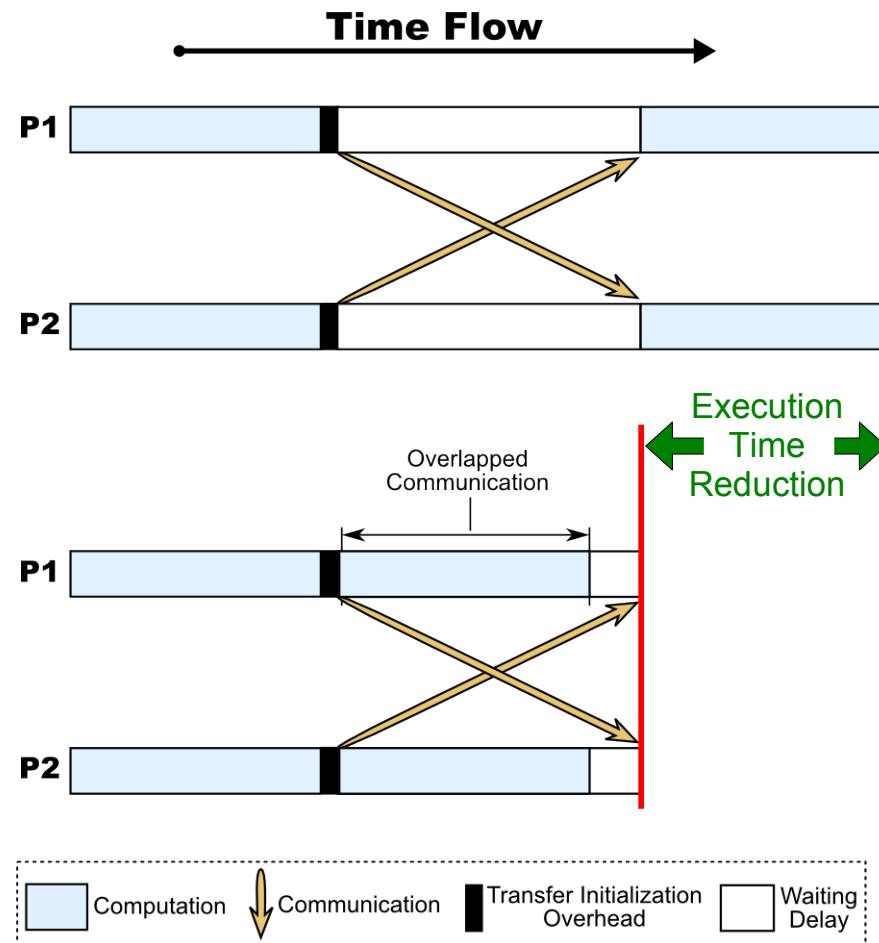 Time Flow
P1
P2
Execution
Time
Reduction
Overlapped
Communication
P1
P2
Computation
Communication
Transfer Initialization
Overhead
Waiting
Delay